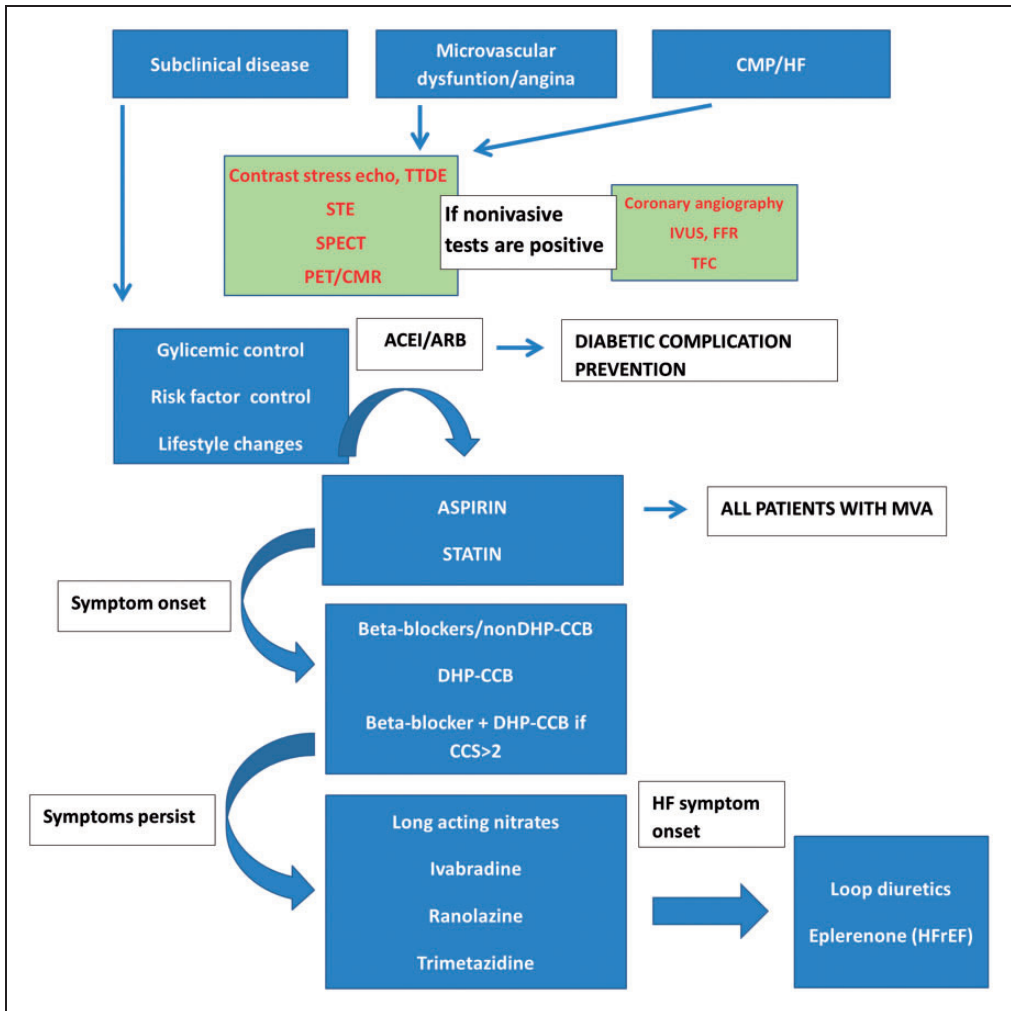 Subclinical disease
Microvascular
dysfuntion/angina
CMP/HF
Contrast stress echo, TTDE
STE
SPECT
PET/CMR
If nonivasive
tests are positive
Coronary angiography
IVUS, FFR
TFC
Gylicemic control
Risk factor control
Lifestyle changes
ACEI/ARB
DIABETIC COMPLICATION
PREVENTION
ASPIRIN
STATIN
ALL PATIENTS WITH MVA
Symptom onset
Beta-blockers/nonDHP-CCB
DHP-CCB
Beta-blocker + DHP-CCB if
CCS>2
Symptoms persist
Long acting nitrates
Ivabradine
Ranolazine
Trimetazidine
HF symptom
onset
Loop diuretics
Eplerenone (HFrEF)